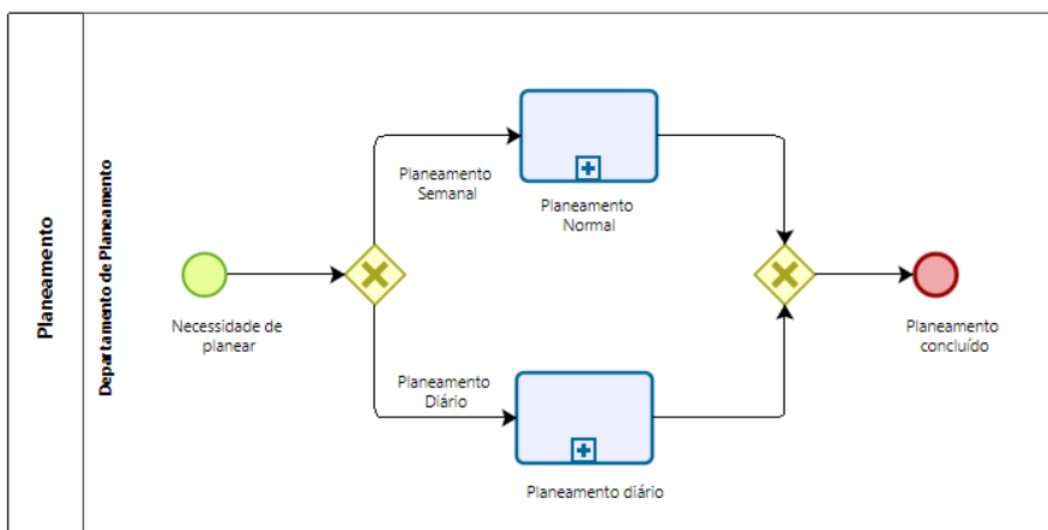 Planeamento
Departamento de Planeamento
Necessidade de
planear
Planeamento
Semanal
Planeamento
Normal
Planeamento
Diário
Planeamento diário
Planeamento
concluído